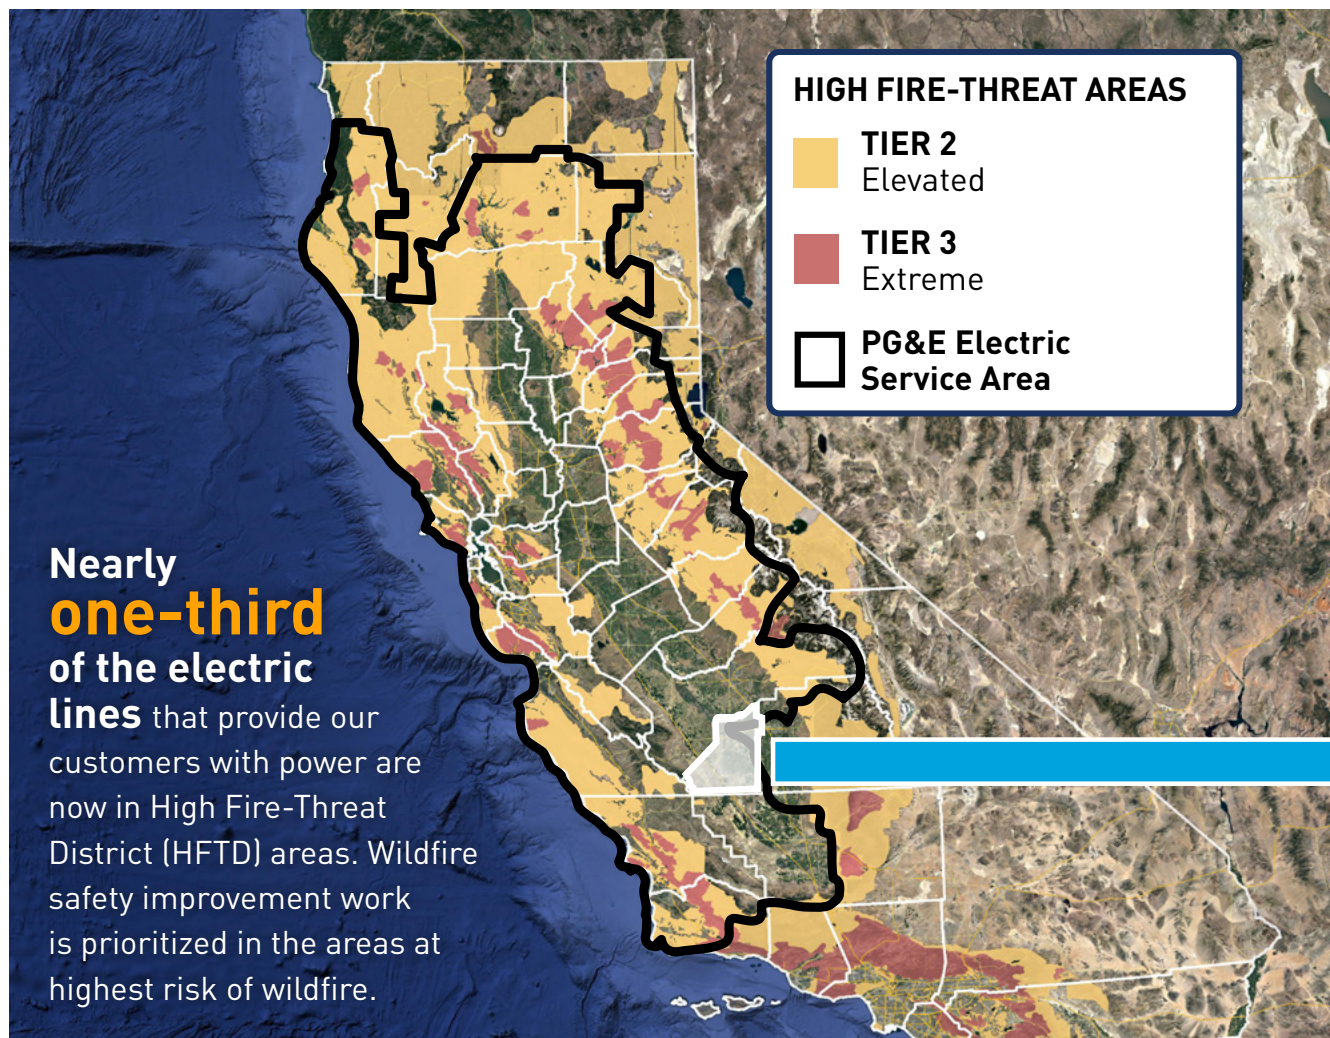 HIGH FIRE-THREAT AREAS
TIER 2
Elevated
TIER 3
Extreme
PG&E Electric
Service Area
Nearly
one-third
of the electric
lines that provide our
customers with power are
now in High Fire-Threat
District (HFTD) areas. Wildfire
safety improvement work
is prioritized in the areas at
highest risk of wildfire.